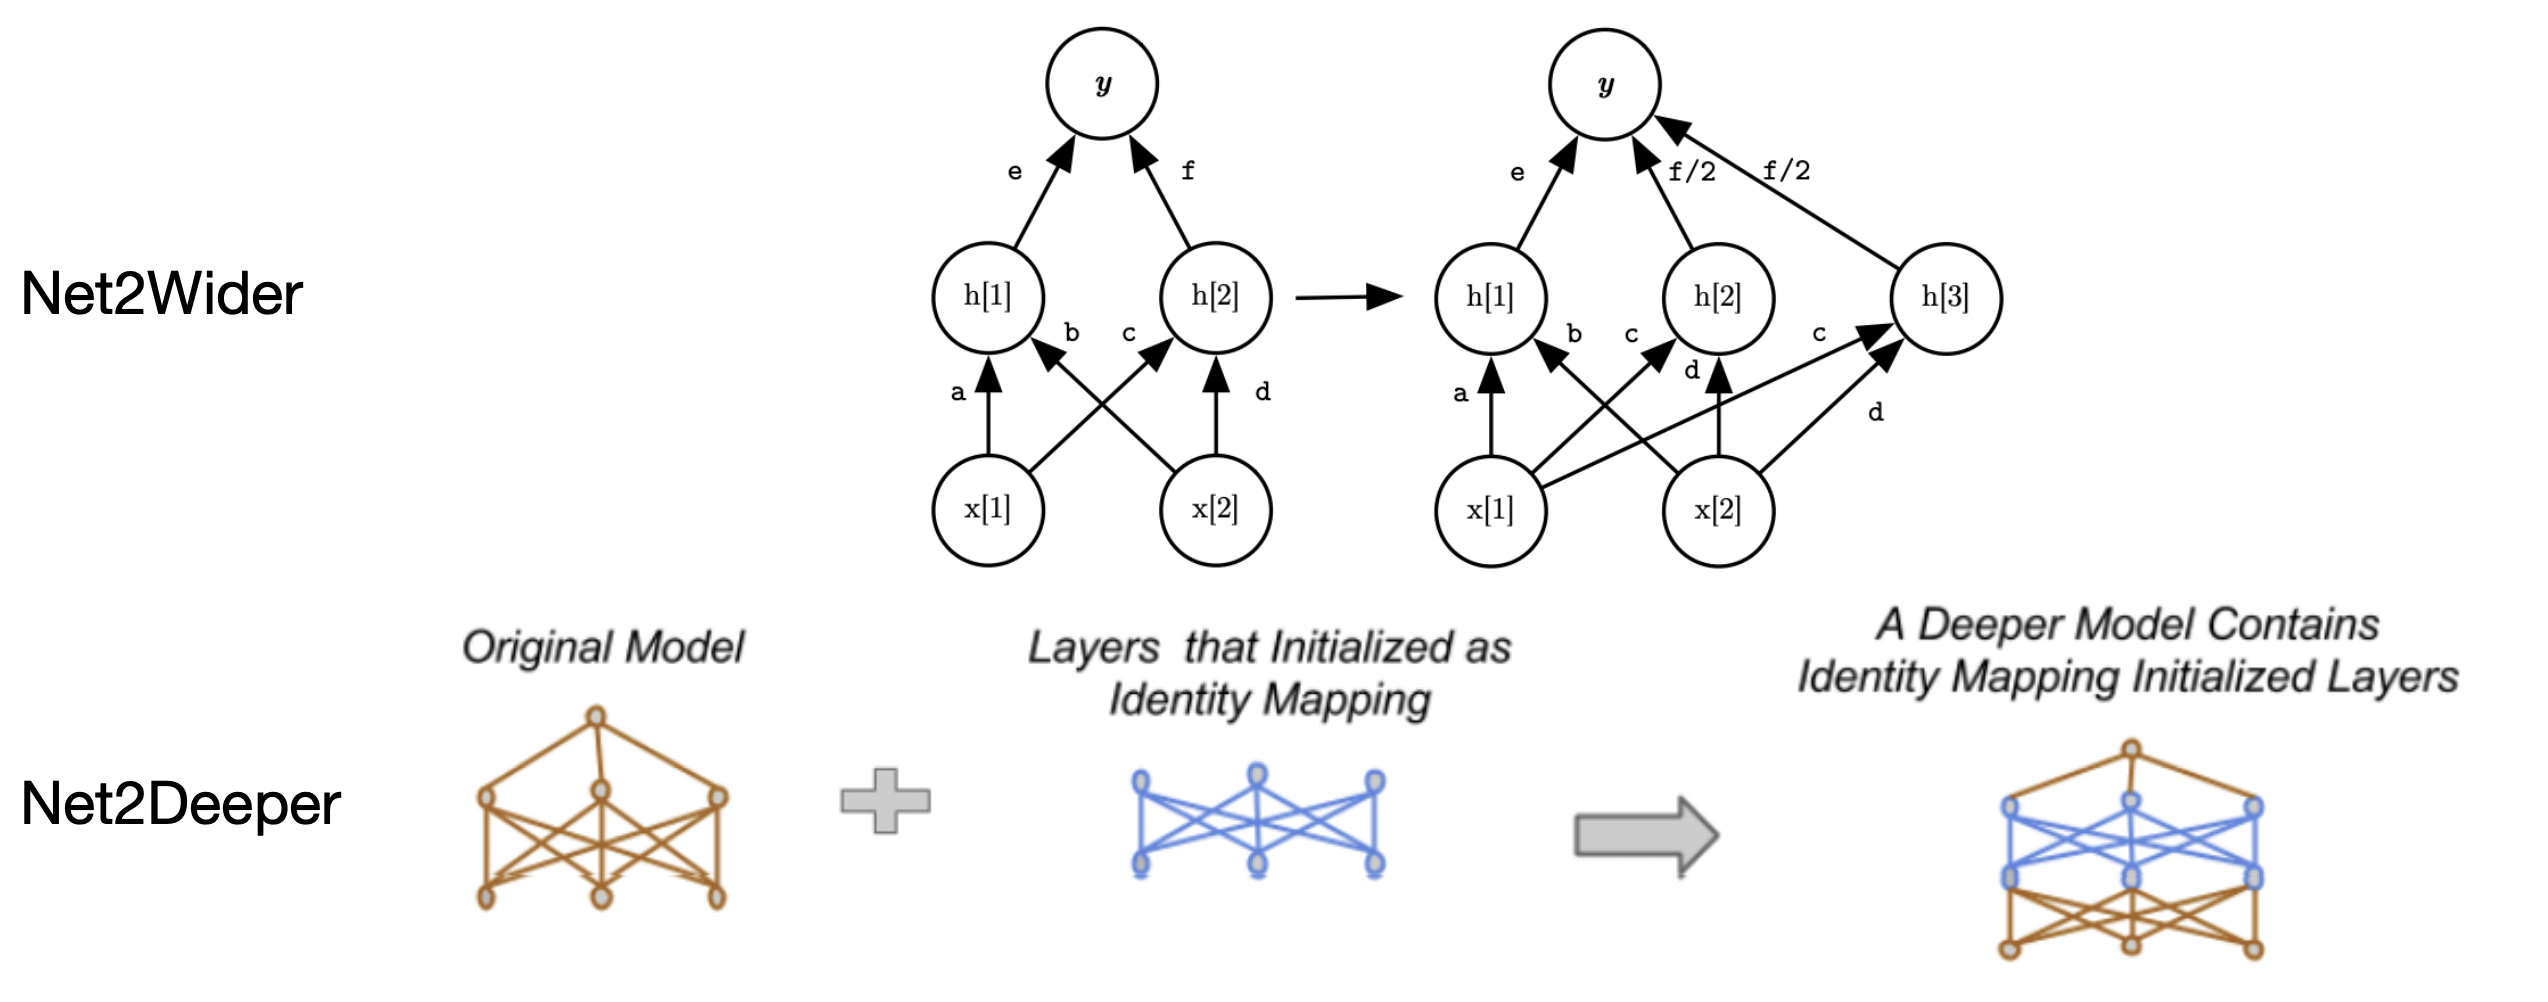 Net2Wider
y
e f
h[1] h[2]
b c
a d
x[1] x[2]
y
e f/2 f/2
h[1] h[2] h[3]
b c c
a d d
x[1] x[2]
Net2Deeper
Original Model
Layers that Initialized as
Identity Mapping
A Deeper Model Contains
Identity Mapping Initialized Layers